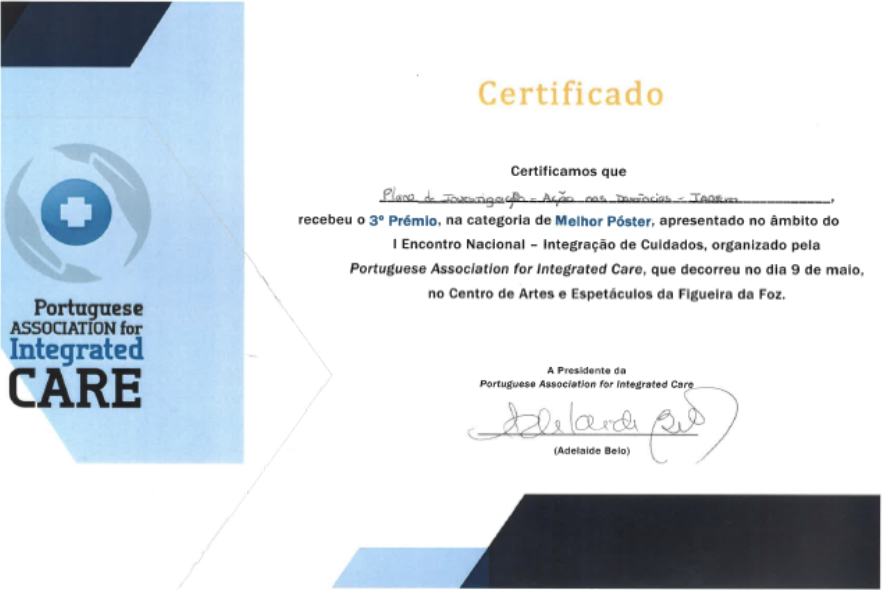 Certificado
Certificamos que
Plano de Investigação - Ação nas Demências -
recebeu o 3º Prémio, na categoria de Melhor Póster, apresentado no âmbito do
I Encontro Nacional – Integração de Cuidados, organizado pela
Portuguese Association for Integrated Care, que decorreu no dia 9 de maio,
no Centro de Artes e Espetáculos da Figueira da Foz.
Portuguese
ASSOCIATION for
Integrated
CARE
A Presidente da
Portuguese Association for Integrated Care
Adelaide Belo
(Adelaide Belo)